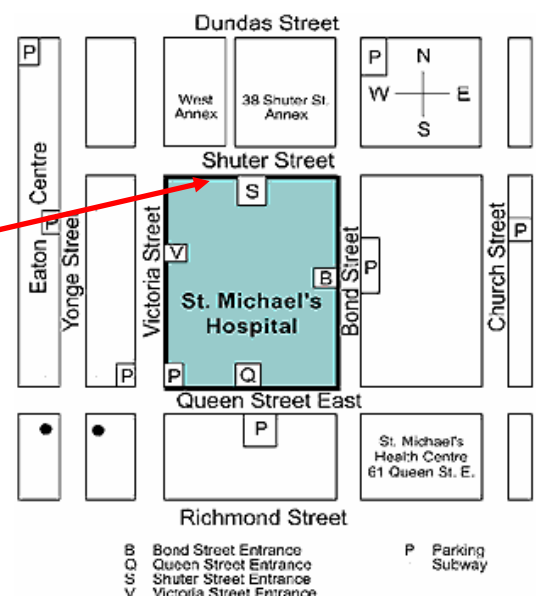 Dundas Street
P
P
N
W E
S
West
Annex
38 Shuter St.
Annex
Shuter Street
Eaton Centre
P
Yonge Street
Victoria Street
S
V
B
St. Michael's
Hospital
Bond Street
P
Church Street
P
P
P
Q
Queen Street East
P
St. Michael's
Health Centre
61 Queen St. E.
Richmond Street
B Bond Street Entrance
Q Queen Street Entrance
S Shuter Street Entrance
V Victoria Street Entrance
P Parking
Subway